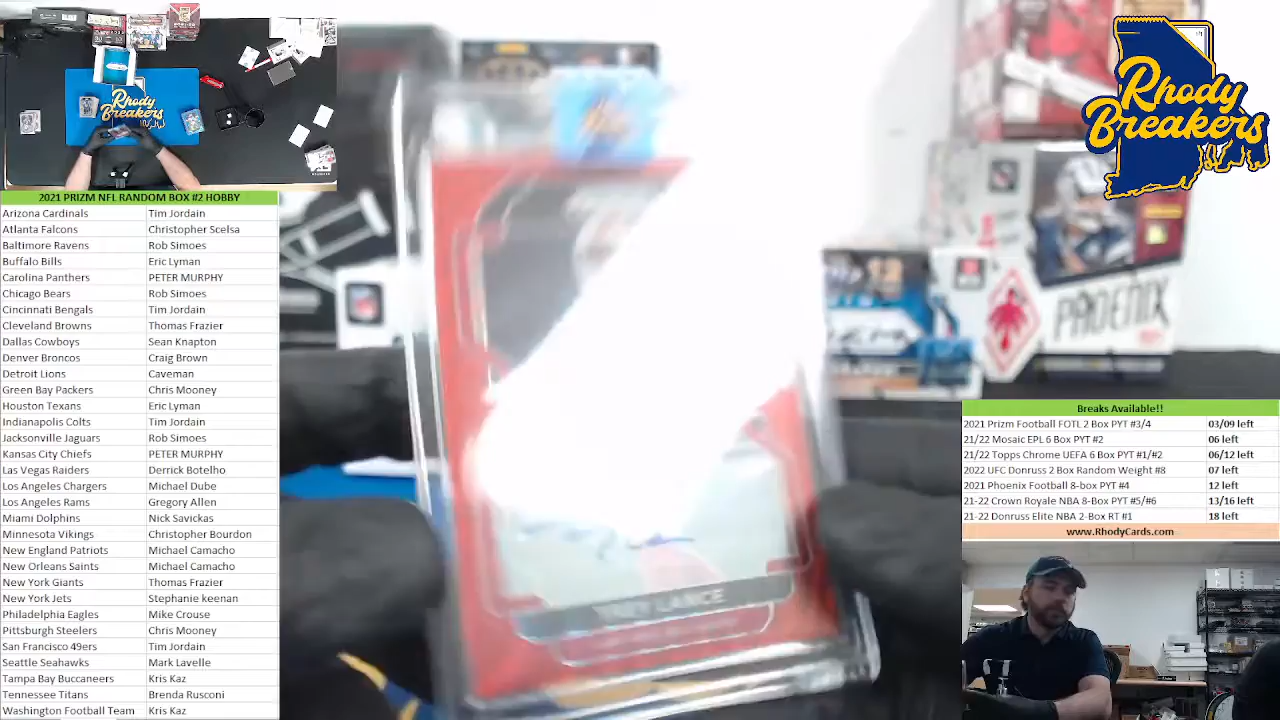 Rhody
Breakers
Rhody
Breakers
2021 PRIZM NFL RANDOM BOX #2 HOBBY
Arizona Cardinals Tim Jordain
Atlanta Falcons Christopher Scelsa
Baltimore Ravens Rob Simoes
Buffalo Bills Eric Lyman
Carolina Panthers PETER MURPHY
Chicago Bears Rob Simoes
Cincinnati Bengals Tim Jordain
Cleveland Browns Thomas Frazier
Dallas Cowboys Sean Knapton
Denver Broncos Craig Brown
Detroit Lions Caveman
Green Bay Packers Chris Mooney
Houston Texans Eric Lyman
Indianapolis Colts Tim Jordain
Jacksonville Jaguars Rob Simoes
Kansas City Chiefs PETER MURPHY
Las Vegas Raiders Derrick Botelho
Los Angeles Chargers Michael Dube
Los Angeles Rams Gregory Allen
Miami Dolphins Nick Savickas
Minnesota Vikings Christopher Bourdon
New England Patriots Michael Camacho
New Orleans Saints Michael Camacho
New York Giants Thomas Frazier
New York Jets Stephanie keenan
Philadelphia Eagles Mike Crouse
Pittsburgh Steelers Chris Mooney
San Francisco 49ers Tim Jordain
Seattle Seahawks Mark Lavelle
Tampa Bay Buccaneers Kris Kaz
Tennessee Titans Brenda Rusconi
Washington Football Team Kris Kaz
TREY LANCE
12
PHOENIX
Breaks Available!!
2021 Prizm Football FOTL 2 Box PYT #3/4 03/09 left
21/22 Mosaic EPL 6 Box PYT #2 06 left
21/22 Topps Chrome UEFA 6 Box PYT #1/#2 06/12 left
2022 UFC Donruss 2 Box Random Weight #8 07 left
2021 Phoenix Football 8-box PYT #4 12 left
21-22 Crown Royale NBA 8-Box PYT #5/#6 13/16 left
21-22 Donruss Elite NBA 2-Box RT #1 18 left
www.RhodyCards.com